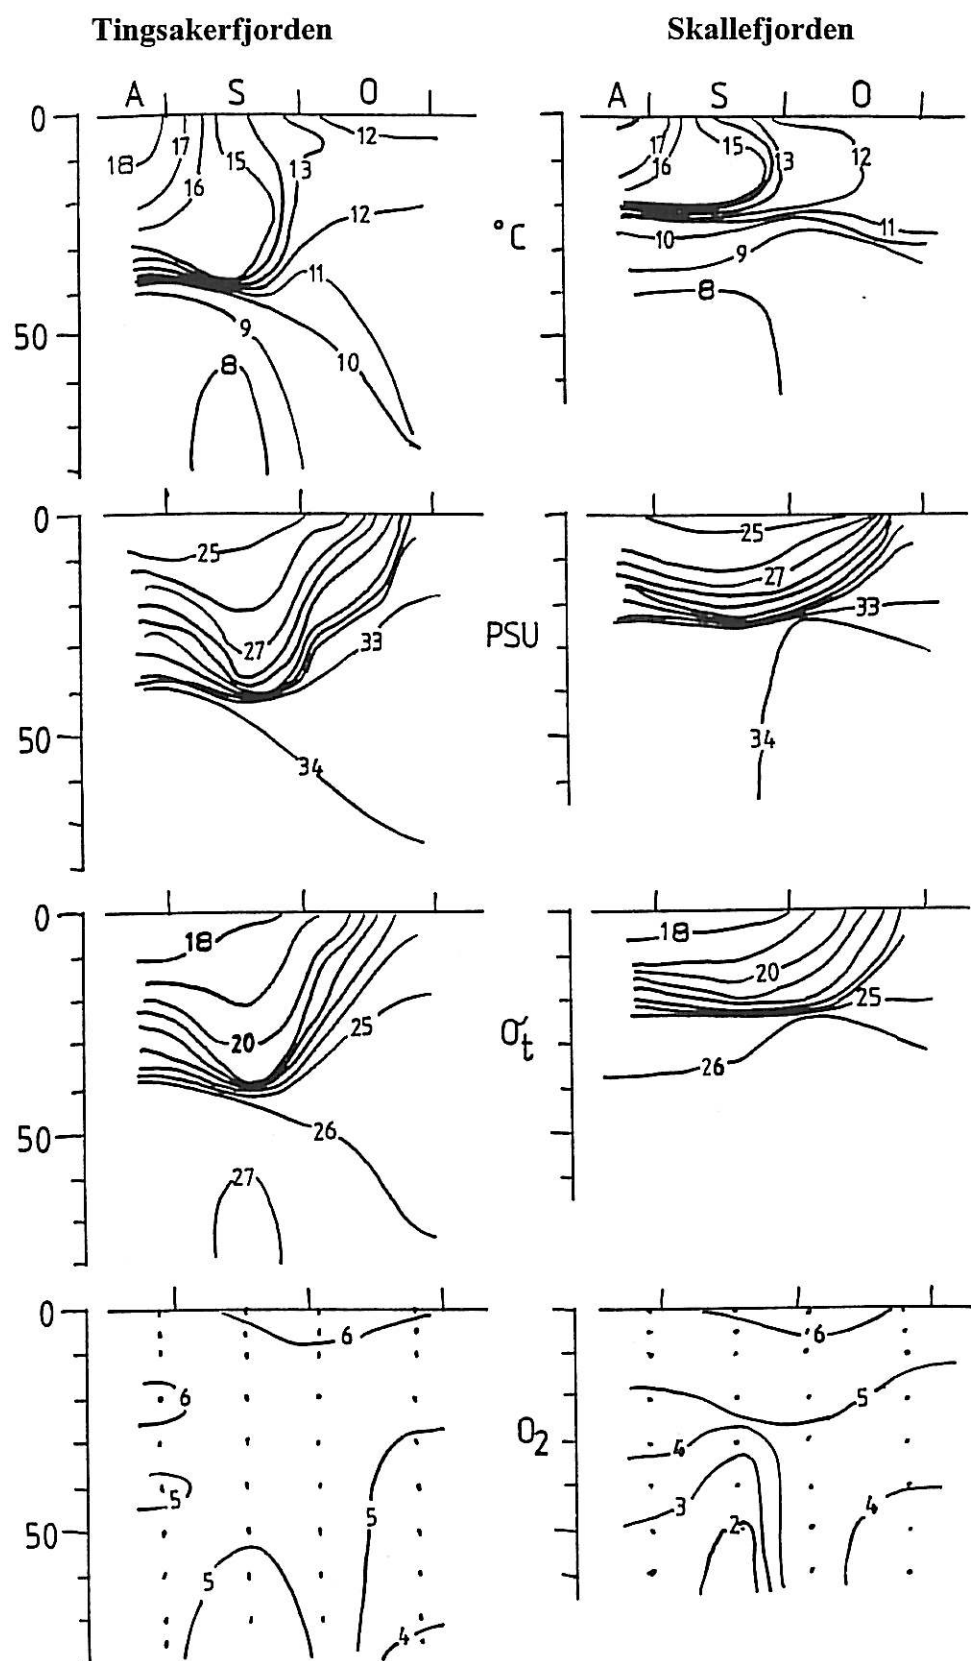 Tingsakerfjorden Skallefjorden
A S O A S O
0
18 17 16 15 13 12 12 11 10 9 8
50
°C
17 16 15 13 12 11 10 9 8
0
25 27 33 34
50
PSU
25 27 33 34
0
18 20 25 26 27
50
σt
18 20 25 26
0
6 6 5 5 5 4
50
O2
6 5 4 3 2 4